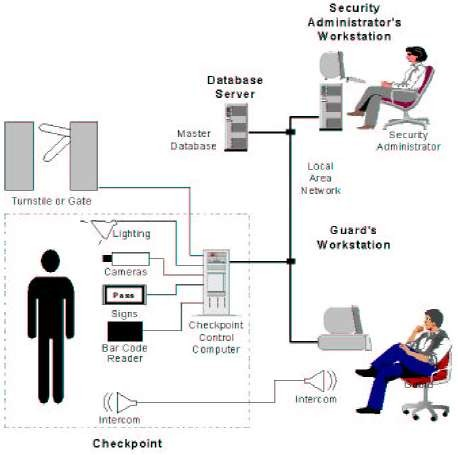 Security
Administrator's
Workstation
Database
Server
Master
Database
Security
Administrator
Local
Area
Network
Turnstile or Gate
Guard's
Workstation
Lighting
Cameras
Pass
Signs
Bar Code
Reader
Checkpoint
Control
Computer
Guard
Intercom
Intercom
Checkpoint